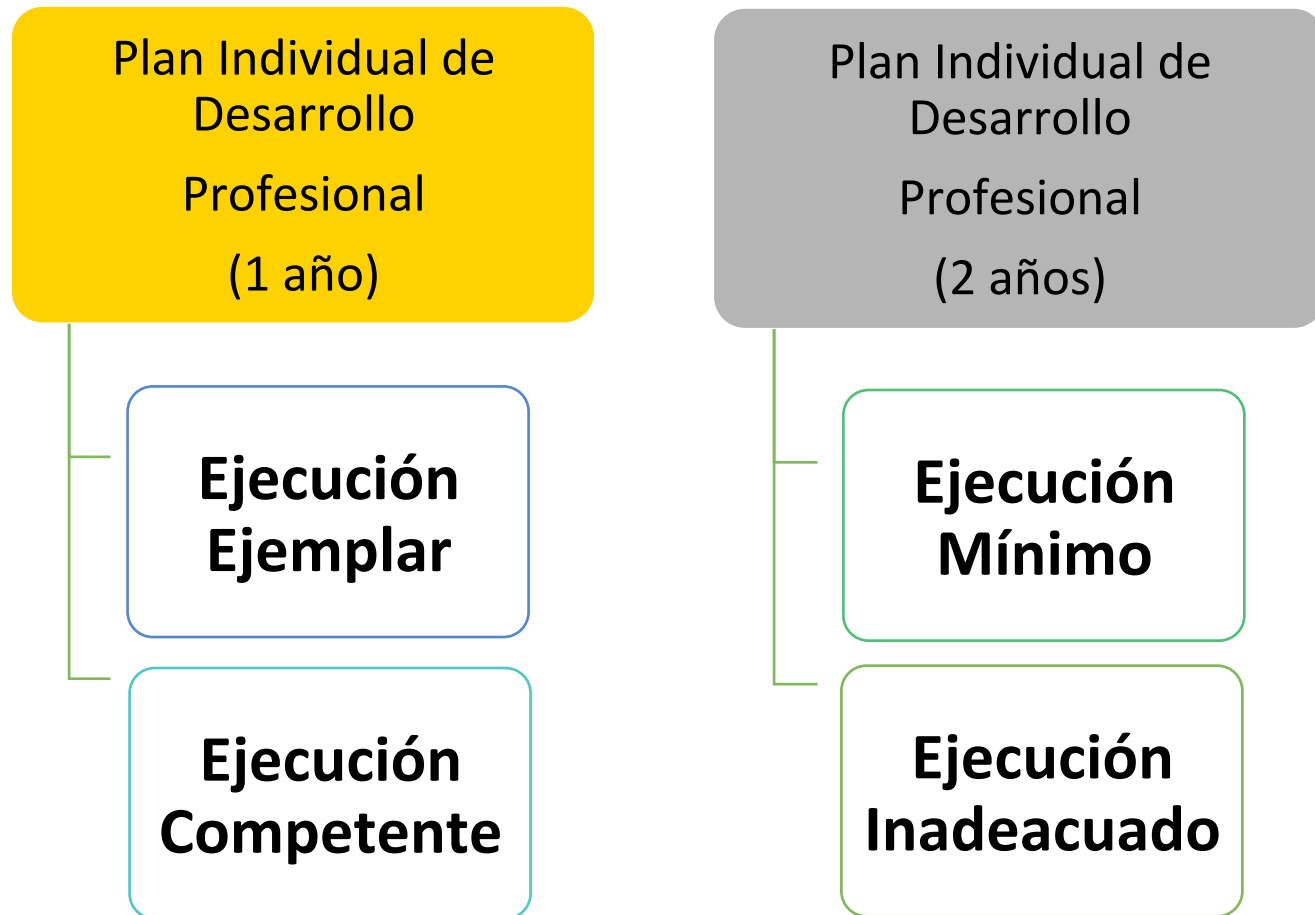 Plan Individual de
Desarrollo
Profesional
(1 año)
Ejecución
Ejemplar
Ejecución
Competente
Plan Individual de
Desarrollo
Profesional
(2 años)
Ejecución
Mínimo
Ejecución
Inadeacuado